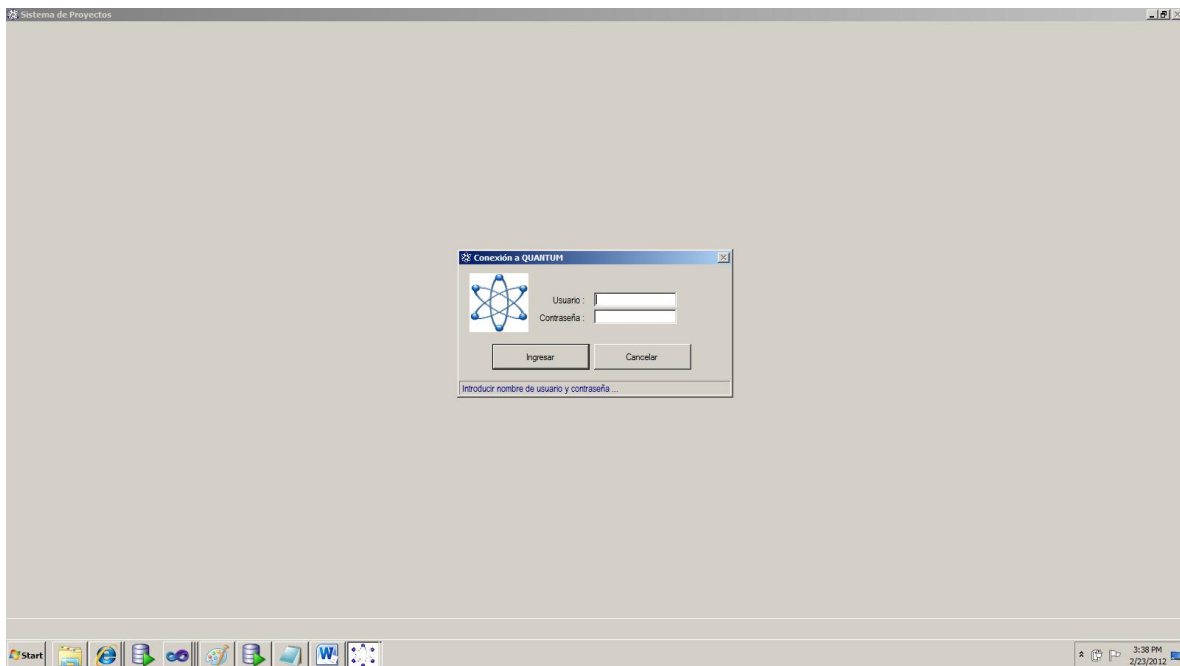 Sistema de Proyectos
Conexión a QUANTUM
Usuario :
Contraseña :
Ingresar
Cancelar
Introducir nombre de usuario y contraseña ...
Start
W
3:38 PM
2/23/2012